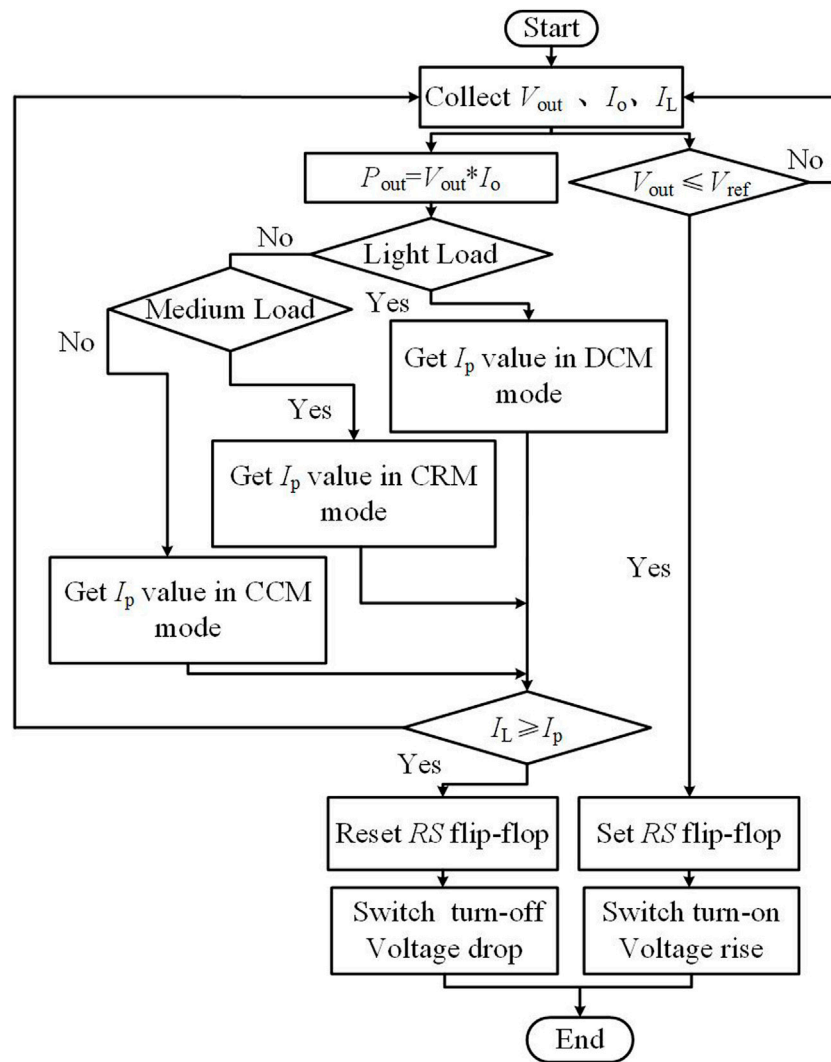 Start
Collect Vout 、 Io、 IL
Pout=Vout*Io
Vout ⩽ Vref
No
No
Light Load
Yes
Medium Load
No
Get Ip value in DCM
mode
Yes
Get Ip value in CRM
mode
Yes
Get Ip value in CCM
mode
IL ⩾ Ip
Yes
Reset RS flip-flop
Set RS flip-flop
Switch turn-off
Voltage drop
Switch turn-on
Voltage rise
End